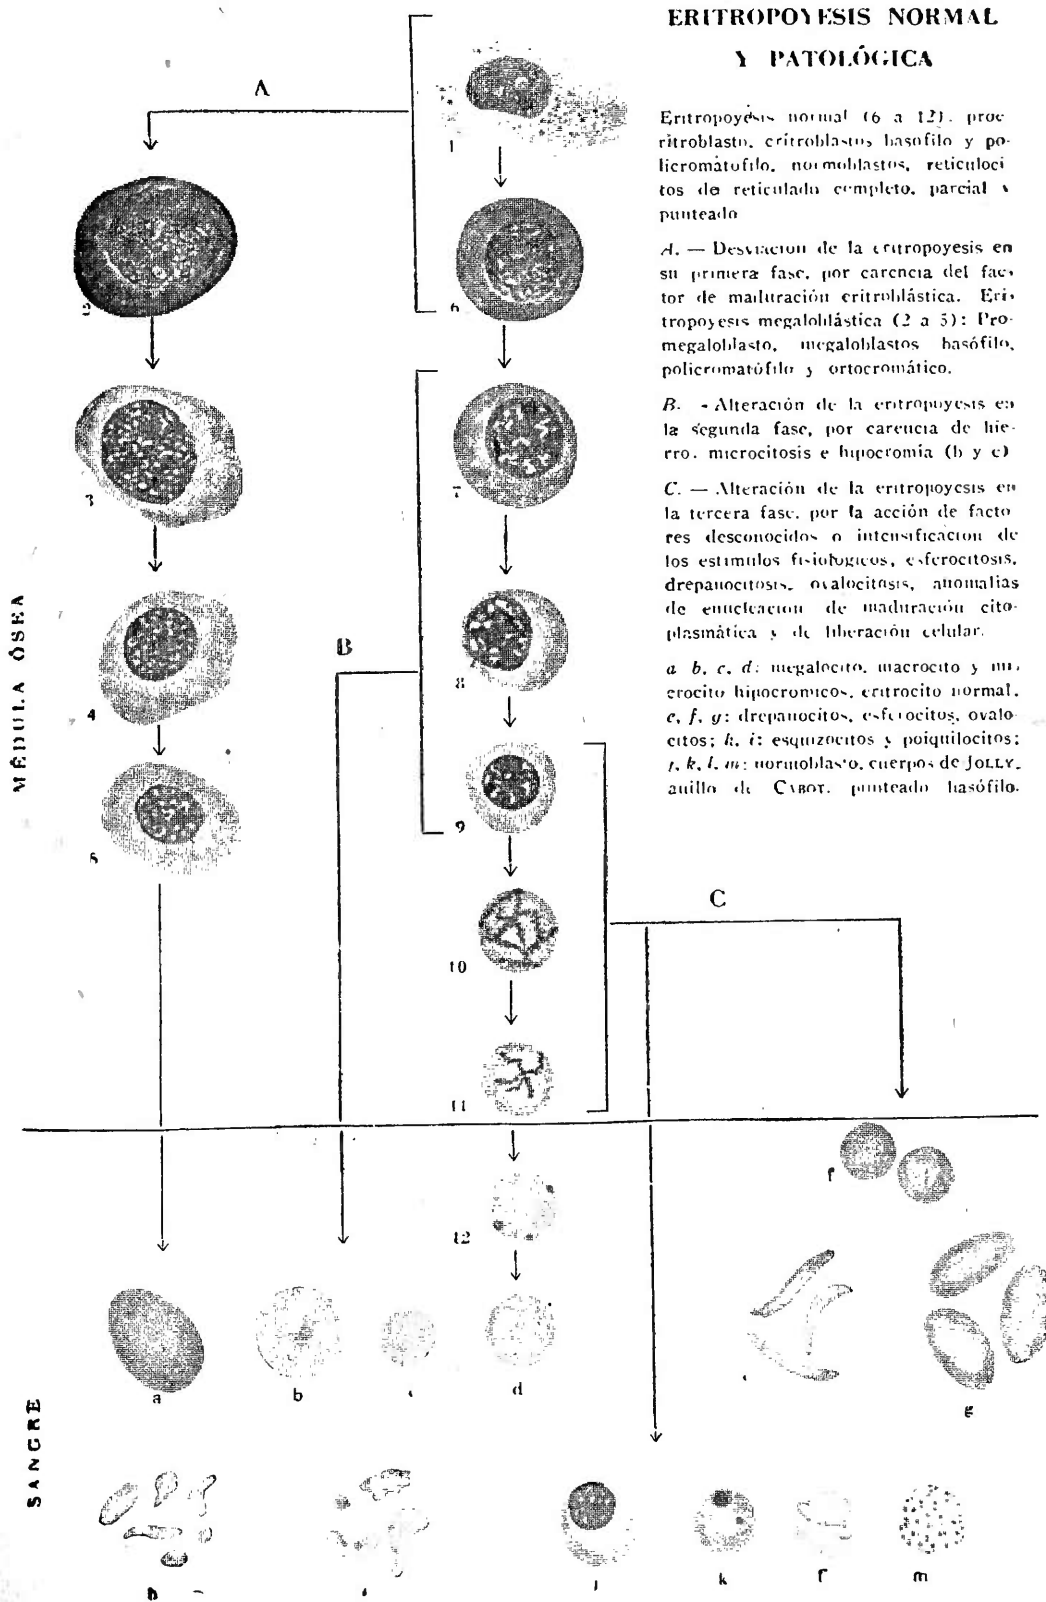 ERITROPOYESIS NORMAL
Y PATOLÓGICA
Eritropoyésis normal (6 a 12). proe
ritroblasto. eritroblastos basofilo y po-
licromátofilo. normoblastos, reticuloci
tos de reticulado completo. parcial y
punteado
A. — Desviacion de la eritropoyesis en
su primera fase, por carencia del fac-
tor de maduración eritroblástica. Eri-
tropoyesis megaloblástica (2 a 5): Pro-
megaloblasto, megaloblastos basófilo,
policromatófilo y ortocromático.
B. - Alteración de la eritropoyesis en
la segunda fase, por carencia de hie-
rro. microcitosis e hipocromía (b y c)
C. — Alteración de la eritropoyesis en
la tercera fase. por la acción de facto
res desconocidos o intensificacion de
los estimulos fisiologicos, esferocitosis.
drepanocitosis. ovalocitosis, anomalias
de enucleacion de maduración cito-
plasmática y de liberación celular.
a b, c, d: megalocito, macrocito y mi-
crocito hipocromicos. eritrocito normal.
e, f, g: drepanocitos, esferocitos, ovalo-
citos; h, i: esquizocitos y poiquilocitos;
j, k, l, m: normoblasto, cuerpos de JOLLY.
anillo de CABOT. punteado basófilo.
A
1
2
6
3
7
B
4
8
5
9
C
10
11
MÉDULA ÓSEA
f
12
a
b
c
d
g
SANGRE
h
i
j
k
m